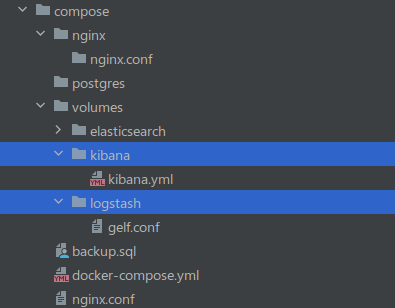 compose
nginx
nginx.conf
postgres
volumes
elasticsearch
kibana
YML kibana.yml
logstash
gelf.conf
backup.sql
YML docker-compose.yml
nginx.conf